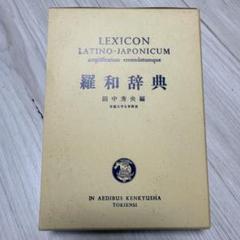 LEXICON
LATINO-JAPONICUM
amplificatum emendatumque
羅和辞典
田中秀央編
IN AEDIBUS KENKYUSHA
TOKIENSI